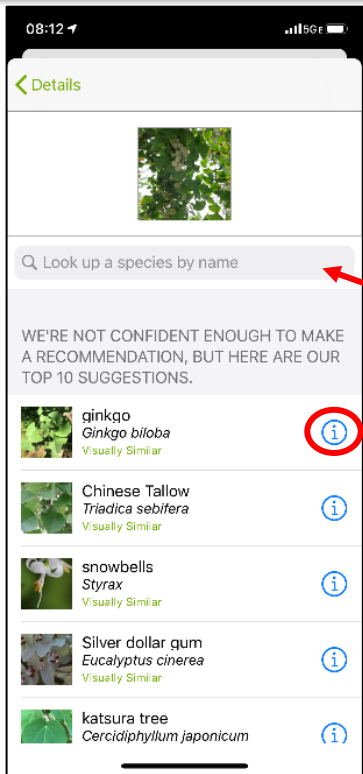 08:12
5GE
Details
Look up a species by name
WE'RE NOT CONFIDENT ENOUGH TO MAKE
A RECOMMENDATION, BUT HERE ARE OUR
TOP 10 SUGGESTIONS.
ginkgo
Ginkgo biloba
Visually Similar
Chinese Tallow
Triadica sebifera
Visually Similar
snowbells
Styrax
Visually Similar
Silver dollar gum
Eucalyptus cinerea
Visually Similar
katsura tree
Cercidiphyllum japonicum